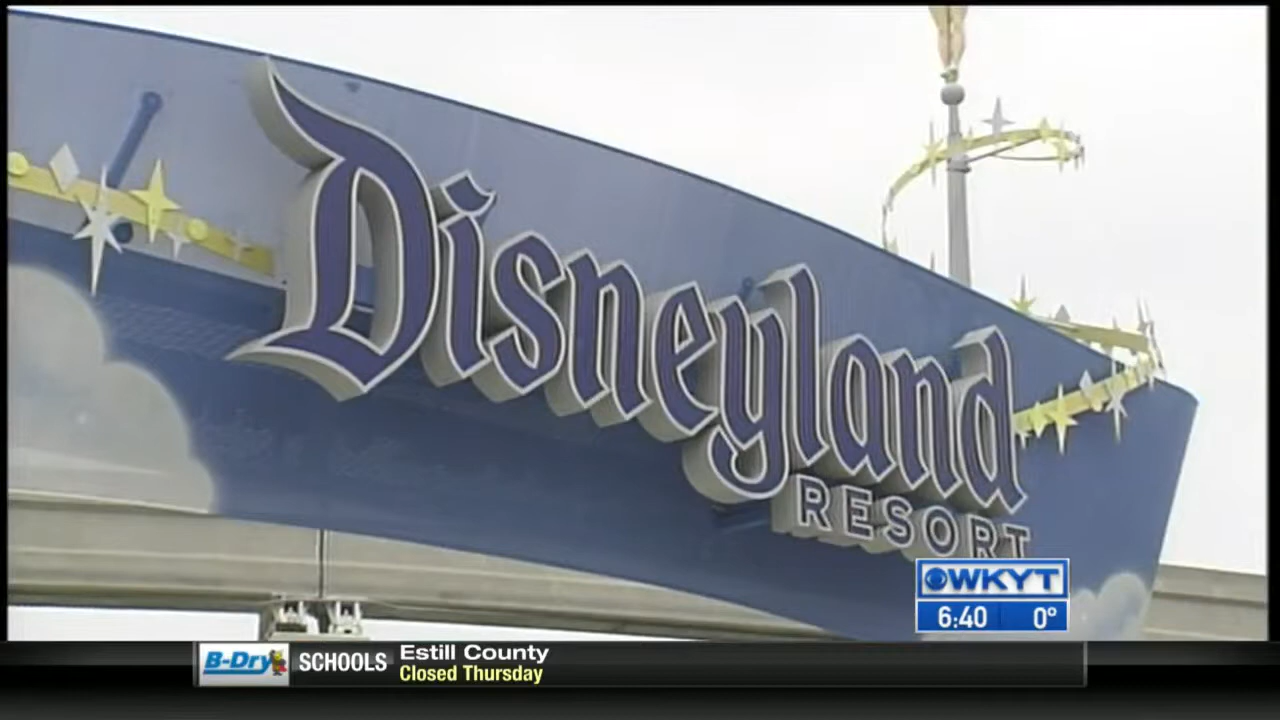 Disneyland
RESORT
WKYT
6:40 0°
B-Dry SCHOOLS
Estill County
Closed Thursday